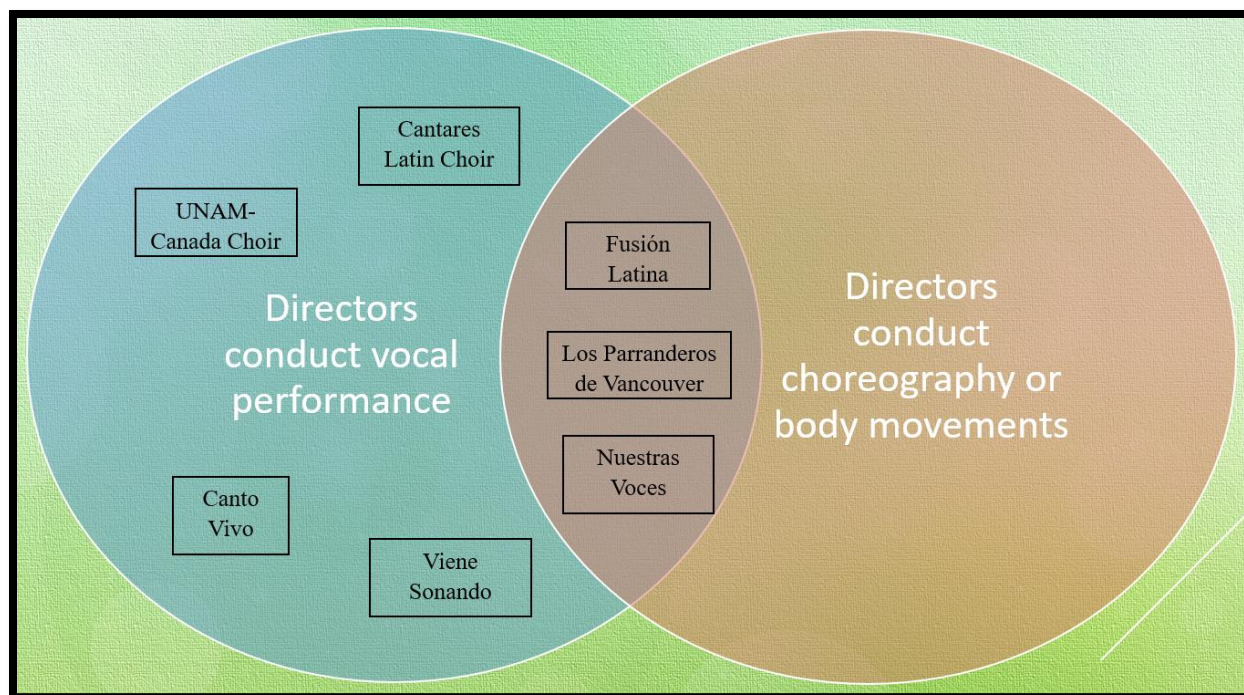 Cantares
Latin Choir
UNAM-
Canada Choir
Directors
conduct vocal
performance
Canto
Vivo
Viene
Sonando
Fusión
Latina
Los Parranderos
de Vancouver
Nuestras
Voces
Directors
conduct
choreography or
body movements